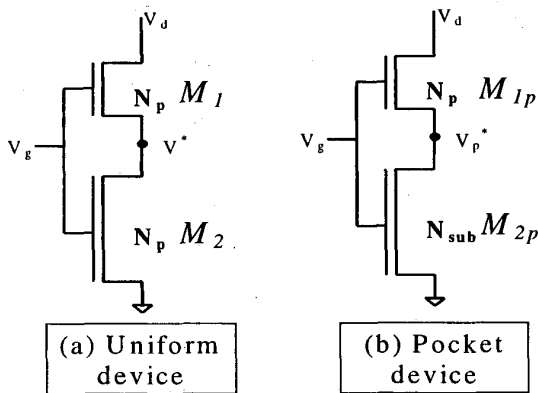 V_d
N_p M_1
V_g
V^*
N_p M_2
(a) Uniform
device
V_d
N_p M_1p
V_g
V_p^*
N_sub M_2p
(b) Pocket
device